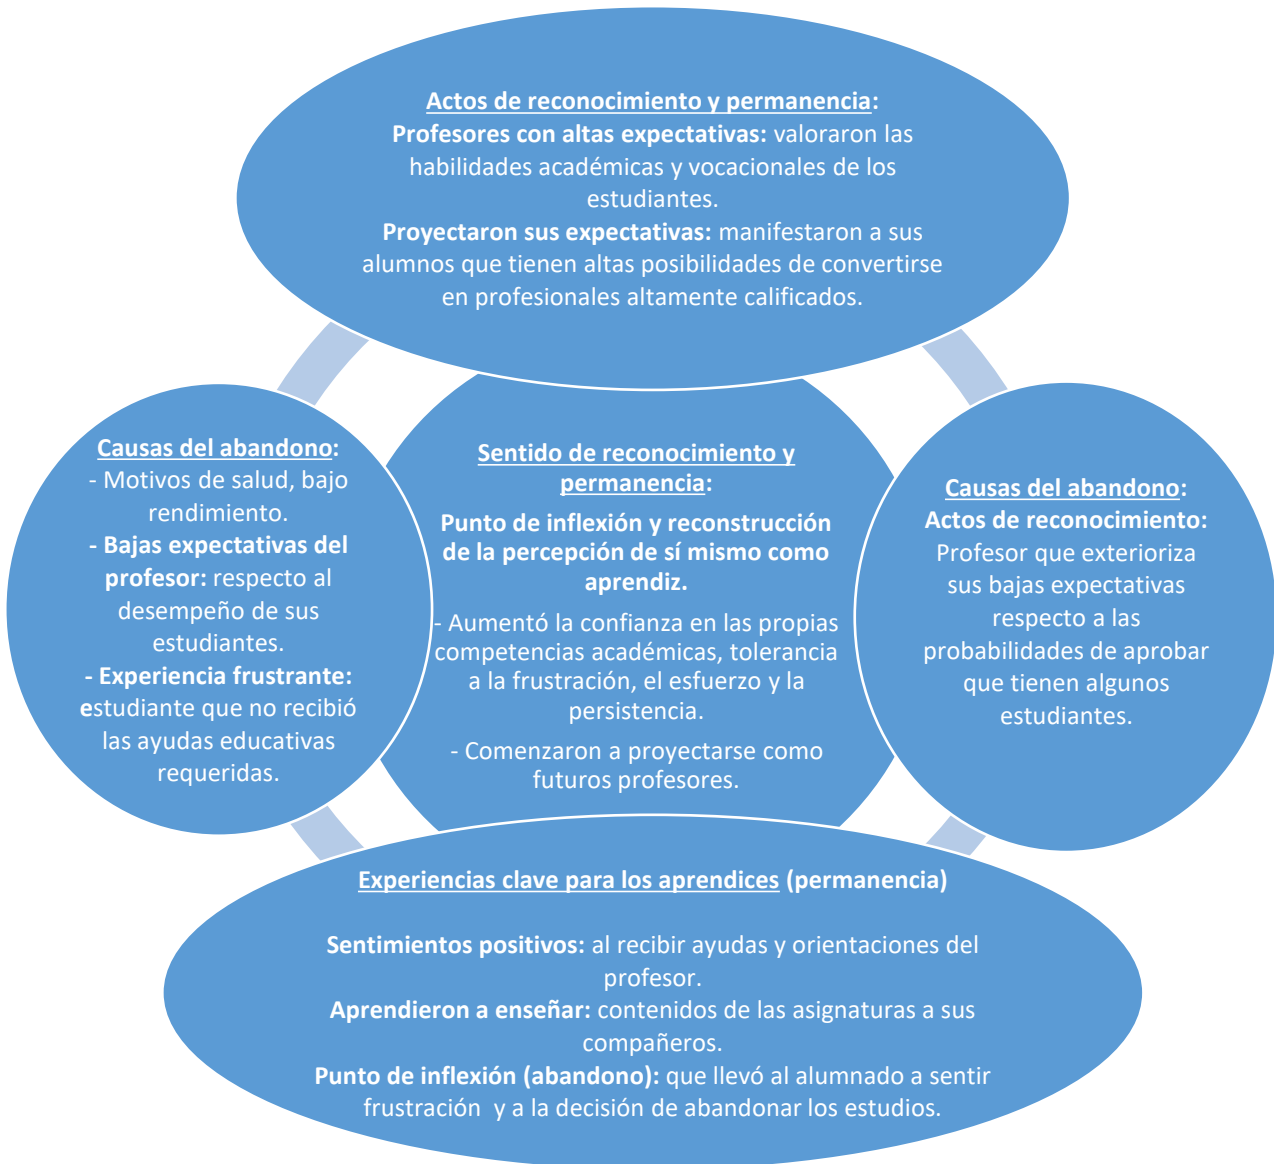 Actos de reconocimiento y permanencia:
Profesores con altas expectativas: valoraron las
habilidades académicas y vocacionales de los
estudiantes.
Proyectaron sus expectativas: manifestaron a sus
alumnos que tienen altas posibilidades de convertirse
en profesionales altamente calificados.
Causas del abandono:
- Motivos de salud, bajo
rendimiento.
- Bajas expectativas del
profesor: respecto al
desempeño de sus
estudiantes.
- Experiencia frustrante:
estudiante que no recibió
las ayudas educativas
requeridas.
Sentido de reconocimiento y
permanencia:
Punto de inflexión y reconstrucción
de la percepción de sí mismo como
aprendiz.
- Aumentó la confianza en las propias
competencias académicas, tolerancia
a la frustración, el esfuerzo y la
persistencia.
- Comenzaron a proyectarse como
futuros profesores.
Causas del abandono:
Actos de reconocimiento:
Profesor que exterioriza
sus bajas expectativas
respecto a las
probabilidades de aprobar
que tienen algunos
estudiantes.
Experiencias clave para los aprendices (permanencia)
Sentimientos positivos: al recibir ayudas y orientaciones del
profesor.
Aprendieron a enseñar: contenidos de las asignaturas a sus
compañeros.
Punto de inflexión (abandono): que llevó al alumnado a sentir
frustración  y a la decisión de abandonar los estudios.